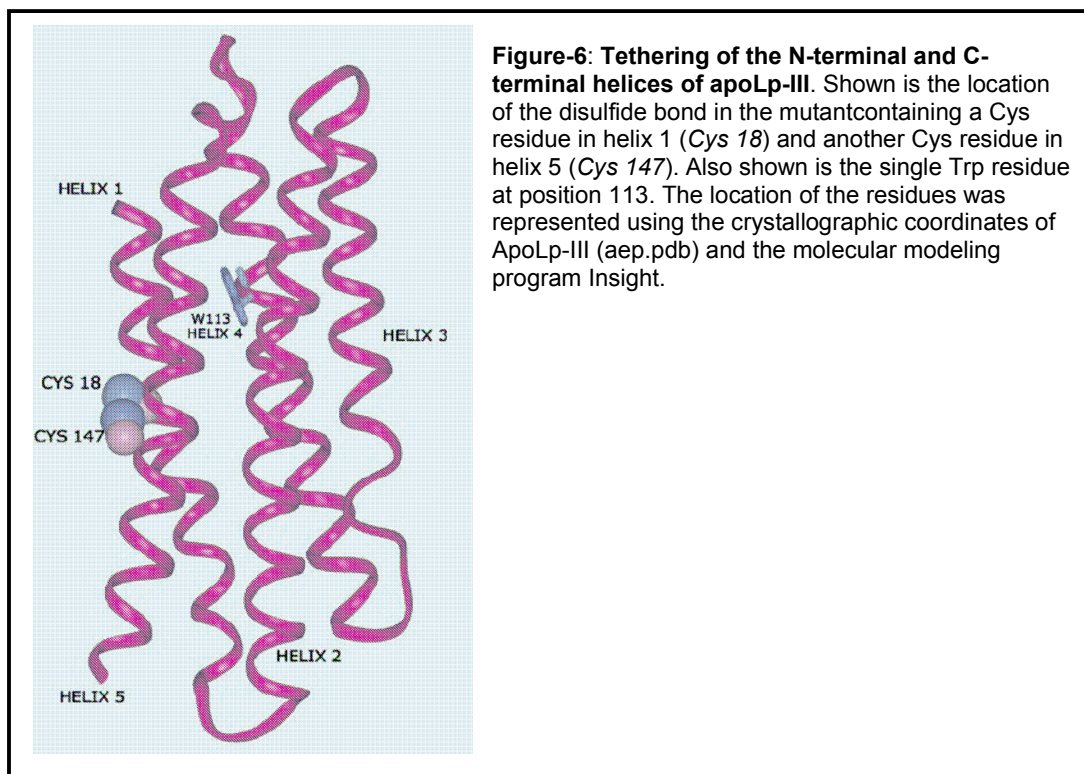 HELIX 1
W113
HELIX 4
HELIX 3
CYS 18
CYS 147
HELIX 2
HELIX 5
Figure-6: Tethering of the N-terminal and C-
terminal helices of apoLp-III. Shown is the location
of the disulfide bond in the mutantcontaining a Cys
residue in helix 1 (Cys 18) and another Cys residue in
helix 5 (Cys 147). Also shown is the single Trp residue
at position 113. The location of the residues was
represented using the crystallographic coordinates of
ApoLp-III (aep.pdb) and the molecular modeling
program Insight.